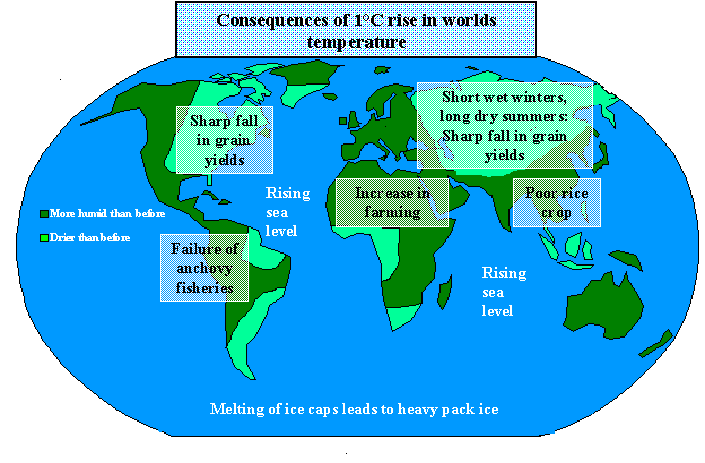 Consequences of 1°C rise in worlds
temperature
Sharp fall
in grain
yields
Short wet winters,
long dry summers:
Sharp fall in grain
yields
Rising
sea
level
Increase in
farming
Poor rice
crop
More humid than before
Drier than before
Failure of
anchovy
fisheries
Rising
sea
level
Melting of ice caps leads to heavy pack ice